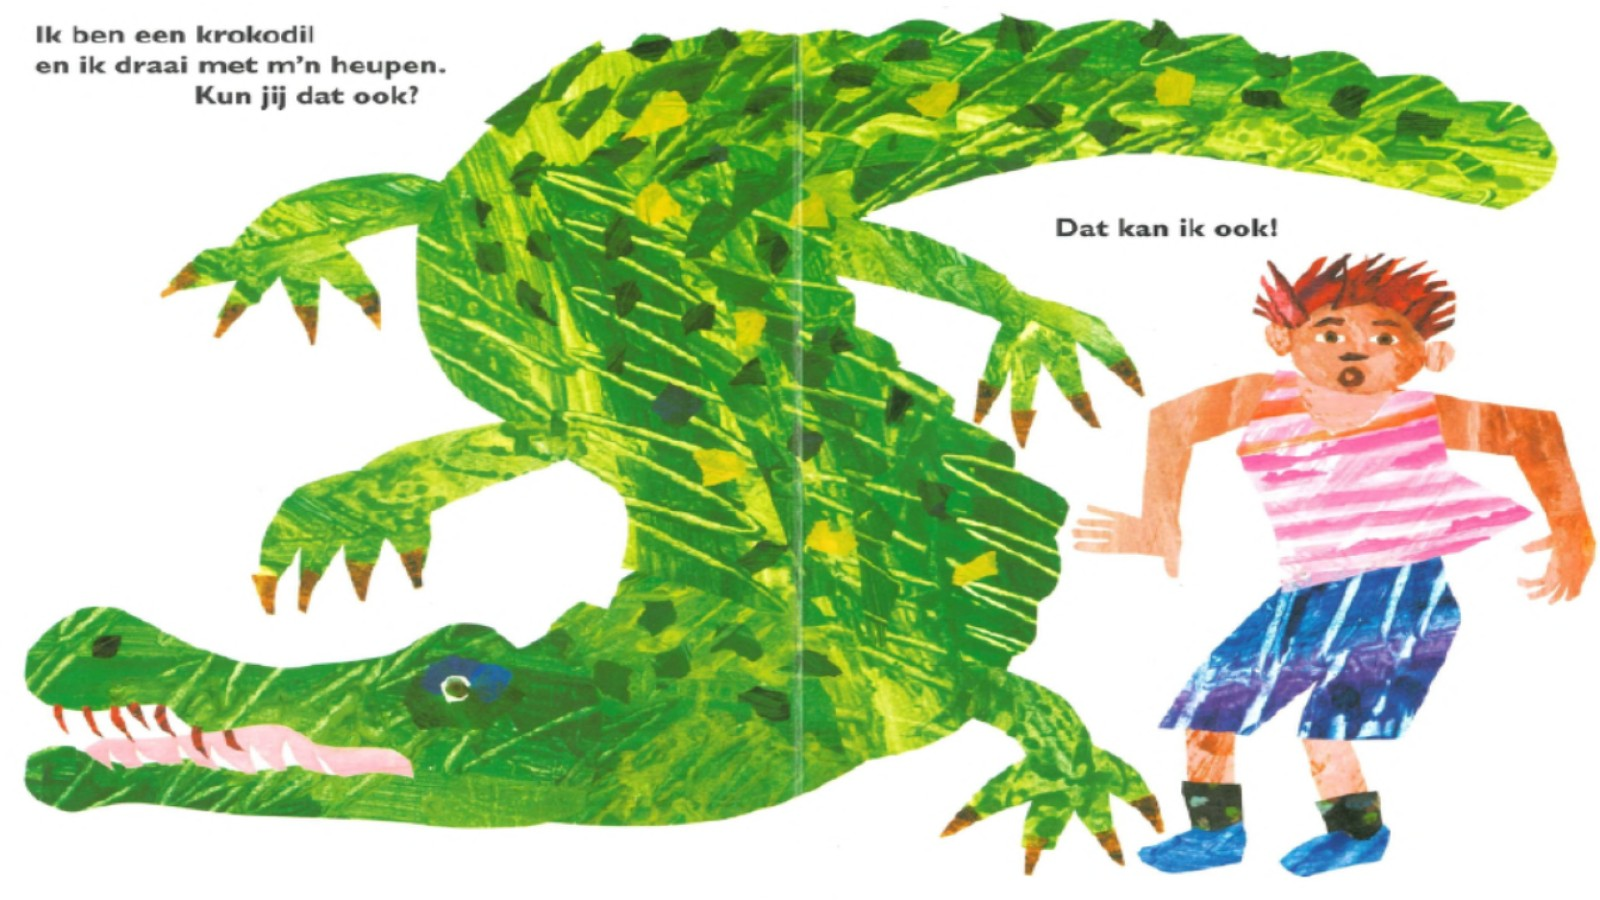 Ik ben een krokodil
en ik draai met m'n heupen.
Kun jij dat ook?
Dat kan ik ook!